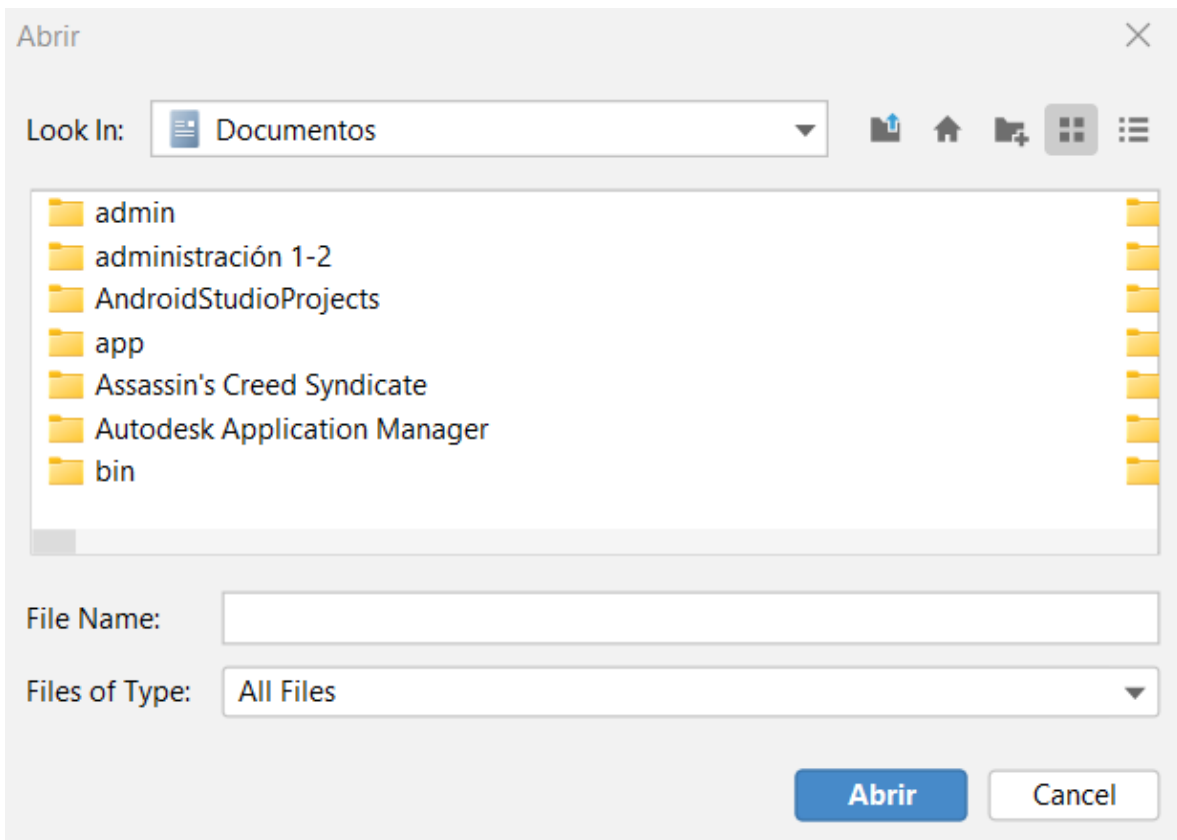 Abrir
Look In: Documentos
admin
administración 1-2
AndroidStudioProjects
app
Assassin's Creed Syndicate
Autodesk Application Manager
bin
File Name:
Files of Type: All Files
Abrir Cancel